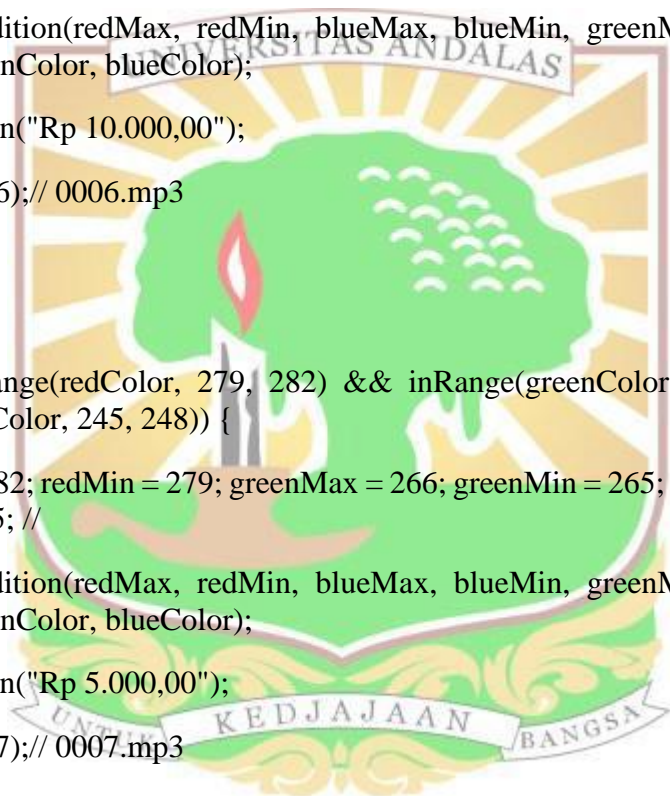 UNIVERSITAS ANDALAS
dition(redMax, redMin, blueMax, blueMin, greenM
nColor, blueColor);
n("Rp 10.000,00");
6);// 0006.mp3
ange(redColor, 279, 282) && inRange(greenColor
Color, 245, 248)) {
82; redMin = 279; greenMax = 266; greenMin = 265;
5; //
dition(redMax, redMin, blueMax, blueMin, greenM
nColor, blueColor);
n("Rp 5.000,00");
UNTUK KEDJAJAAN BANGSA
7);// 0007.mp3